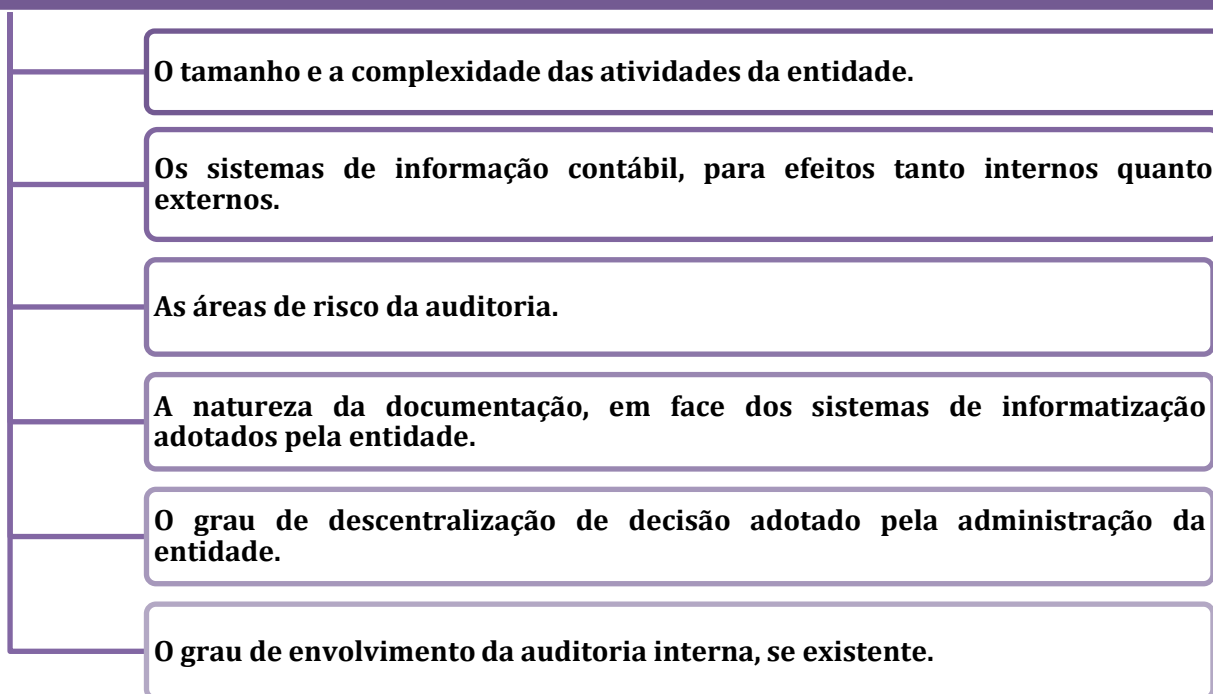 O tamanho e a complexidade das atividades da entidade.
Os sistemas de informação contábil, para efeitos tanto internos quanto
externos.
As áreas de risco da auditoria.
A natureza da documentação, em face dos sistemas de informatização
adotados pela entidade.
O grau de descentralização de decisão adotado pela administração da
entidade.
O grau de envolvimento da auditoria interna, se existente.